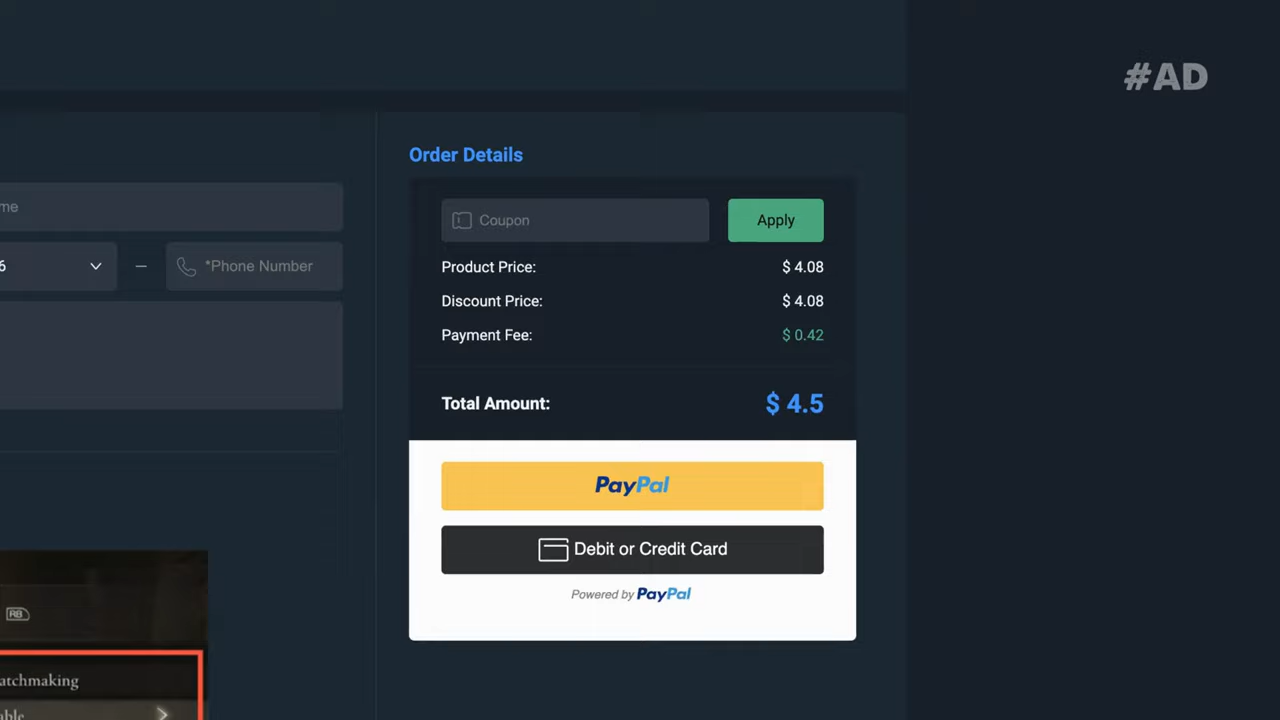 #AD
Order Details
me
Coupon
Apply
6
*Phone Number
Product Price:
$ 4.08
Discount Price:
$ 4.08
Payment Fee:
$ 0.42
Total Amount:
$ 4.5
PayPal
Debit or Credit Card
Powered by PayPal
RB
atchmaking
able